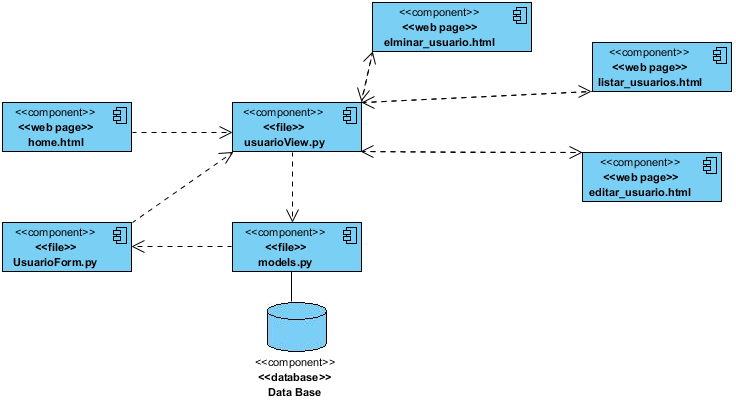 <<component>>
<<web page>>
elminar_usuario.html
<<component>>
<<web page>>
listar_usuarios.html
<<component>>
<<web page>>
home.html
<<component>>
<<file>>
usuarioView.py
<<component>>
<<web page>>
editar_usuario.html
<<component>>
<<file>>
UsuarioForm.py
<<component>>
<<file>>
models.py
<<component>>
<<database>>
Data Base